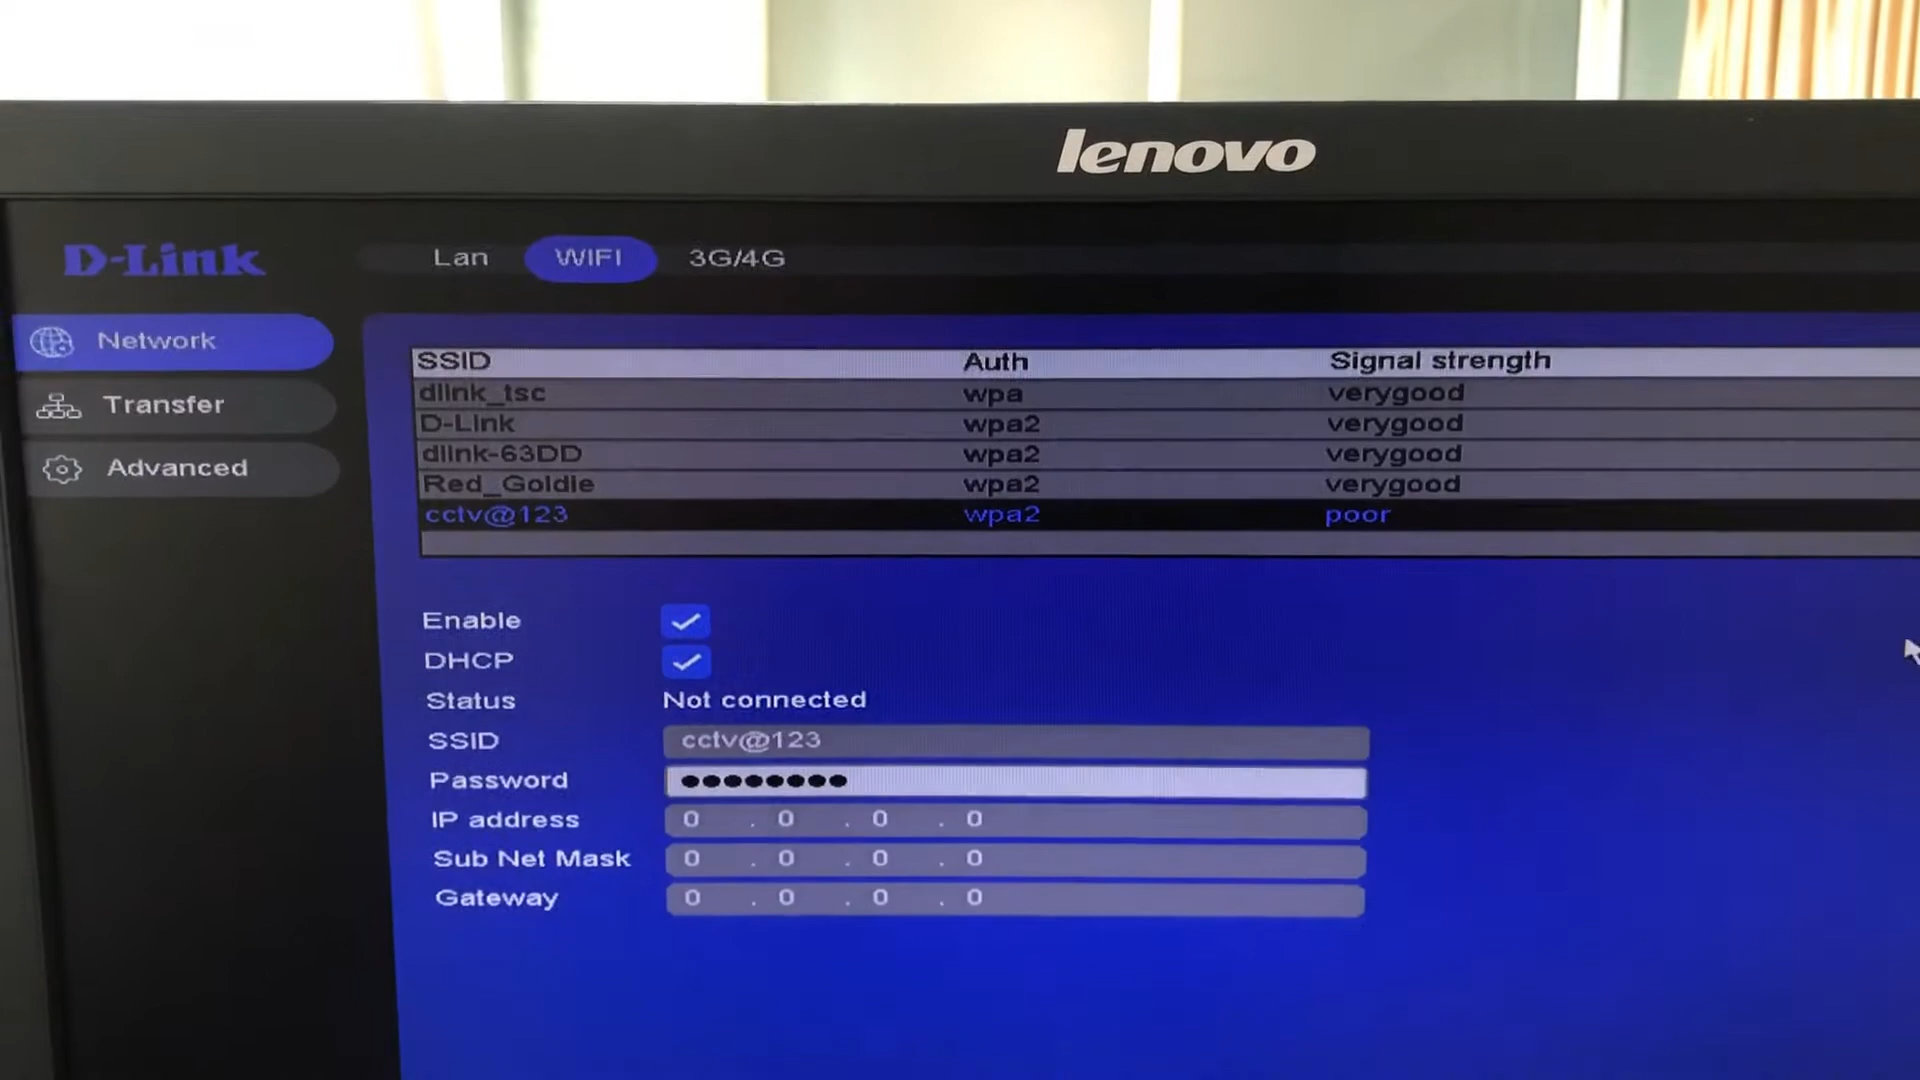 lenovo
D-Link
Lan WIFI 3G/4G
Network
Transfer
Advanced
SSID Auth Signal strength
dlink_tsc wpa verygood
D-Link wpa2 verygood
dlink-63DD wpa2 verygood
Red_Goldie wpa2 verygood
cctv@123 wpa2 poor
Enable
DHCP
Status Not connected
SSID cctv@123
Password ●●●●●●●●
IP address 0 . 0 . 0 . 0
Sub Net Mask 0 . 0 . 0 . 0
Gateway 0 . 0 . 0 . 0